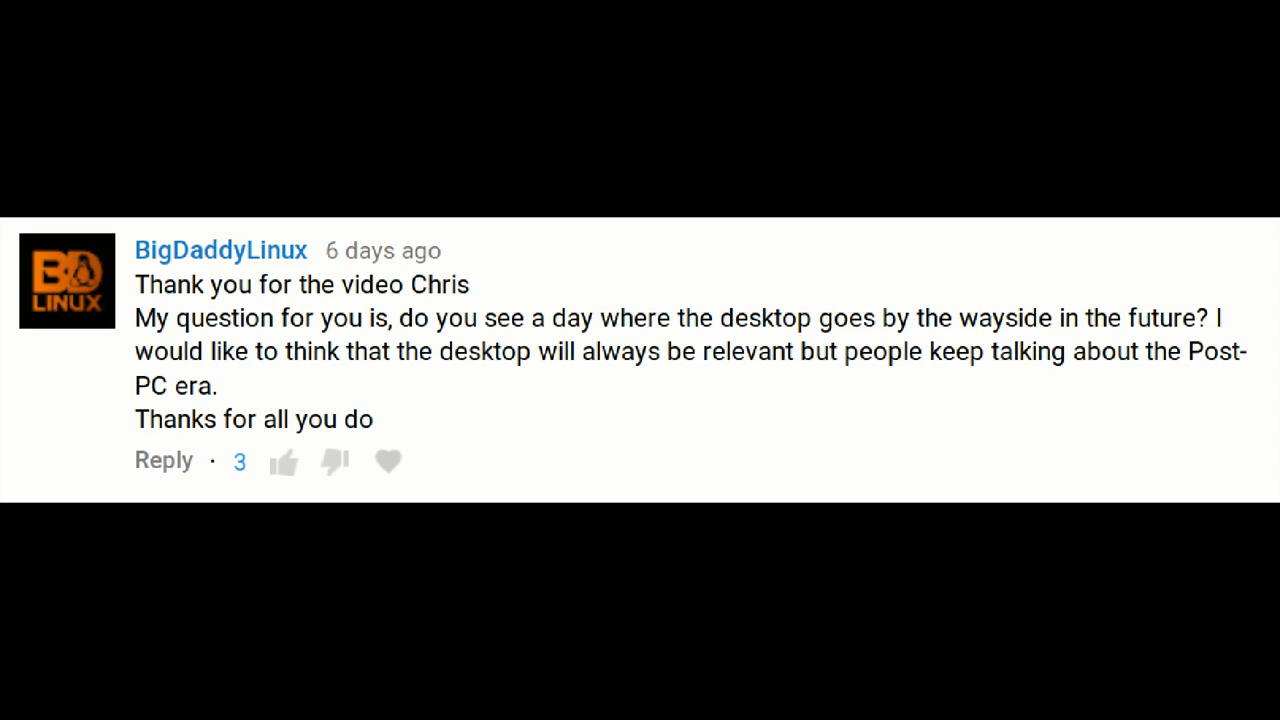 BD
LINUX
BigDaddyLinux 6 days ago
Thank you for the video Chris
My question for you is, do you see a day where the desktop goes by the wayside in the future? I
would like to think that the desktop will always be relevant but people keep talking about the Post-
PC era.
Thanks for all you do
Reply · 3